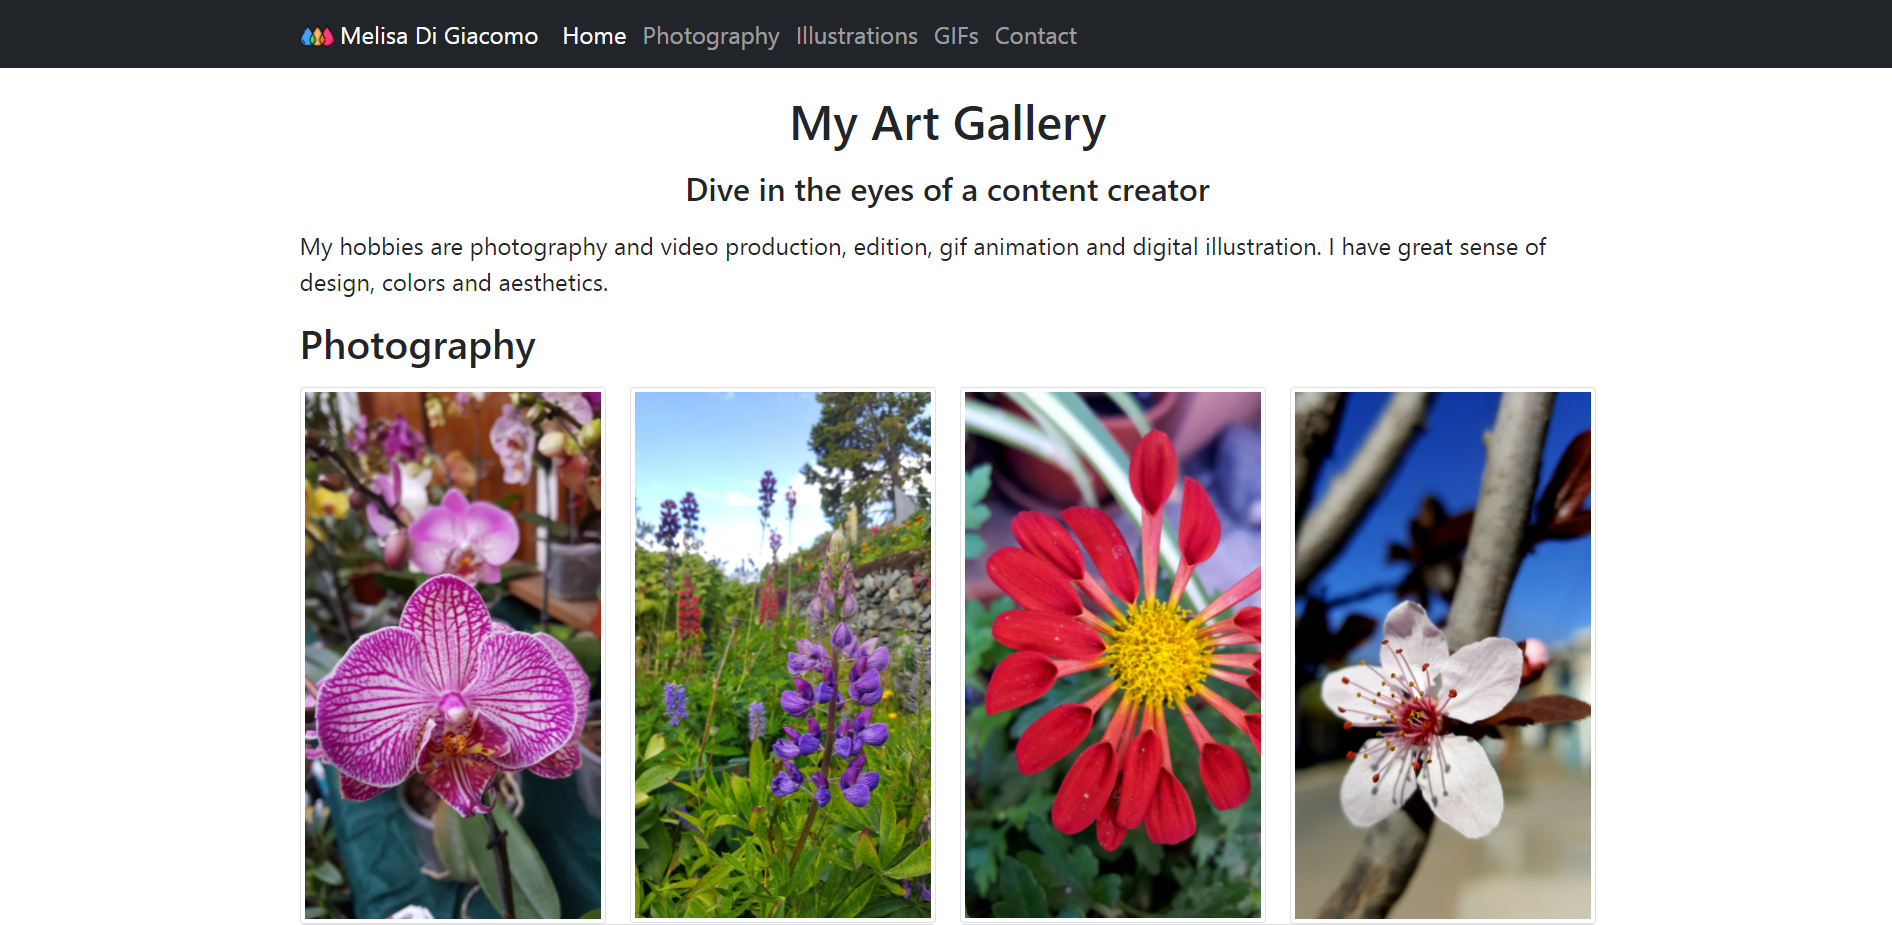 Melisa Di Giacomo Home Photography Illustrations GIFs Contact
My Art Gallery
Dive in the eyes of a content creator
My hobbies are photography and video production, edition, gif animation and digital illustration. I have great sense of
design, colors and aesthetics.
Photography